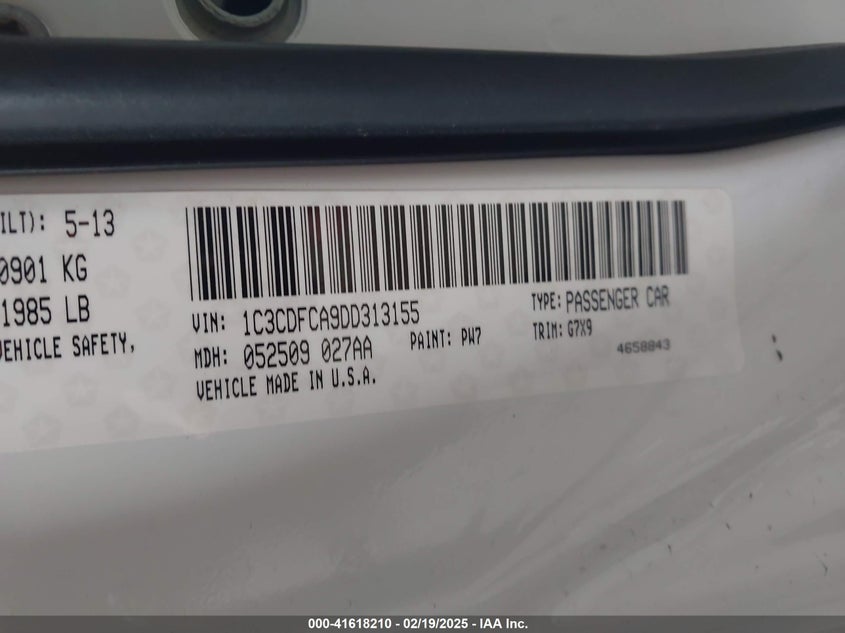 ILT): 5-13
0901 KG
1985 LB
VEHICLE SAFETY,
VIN: 1C3CDFCA9DD313155
TYPE: PASSENGER CAR
MDH: 052509 027AA
PAINT: PW7
TRIM: G7X9
VEHICLE MADE IN U.S.A.
4658843
000-41618210 - 02/19/2025 - IAA Inc.